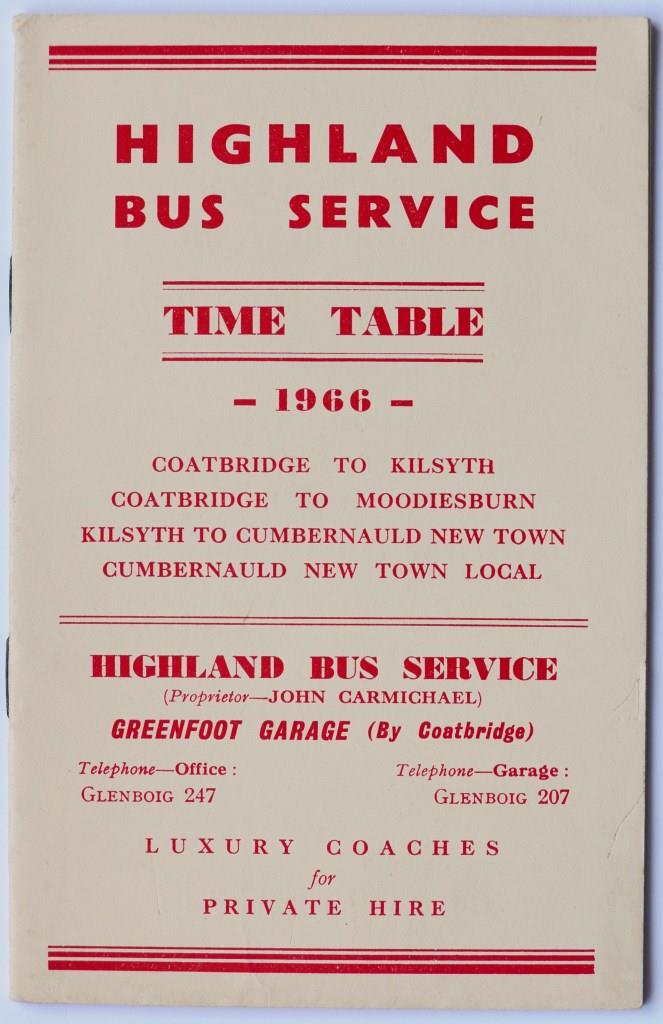 HIGHLAND
BUS SERVICE
TIME TABLE
- 1966 -
COATBRIDGE TO KILSYTH
COATBRIDGE TO MOODIESBURN
KILSYTH TO CUMBERNAULD NEW TOWN
CUMBERNAULD NEW TOWN LOCAL
HIGHLAND BUS SERVICE
(Proprietor—JOHN CARMICHAEL)
GREENFOOT GARAGE (By Coatbridge)
Telephone—Office : Telephone—Garage :
GLENBOIG 247 GLENBOIG 207
LUXURY COACHES
for
PRIVATE HIRE